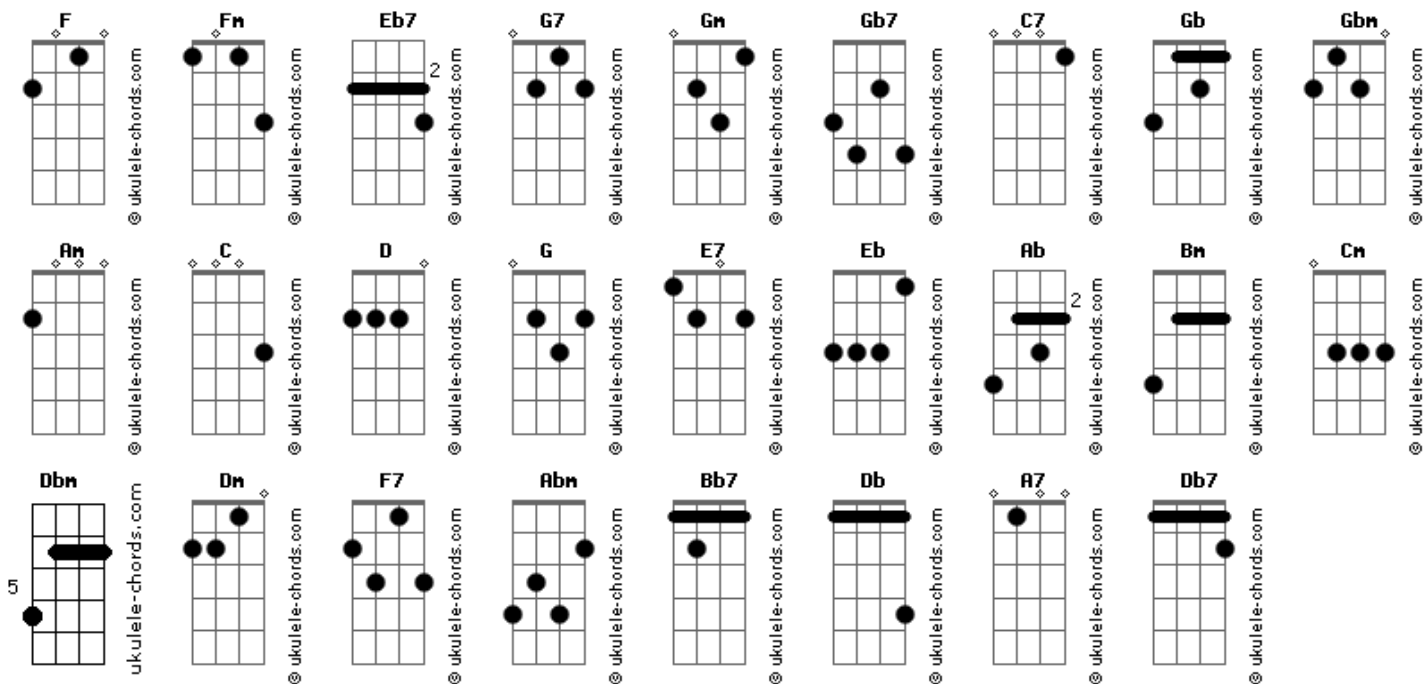 F Fm Eb7 G7 Gm Gb7 C7 Gb Gbm
2
© ukulele-chords.com © ukulele-chords.com © ukulele-chords.com © ukulele-chords.com © ukulele-chords.com © ukulele-chords.com © ukulele-chords.com © ukulele-chords.com © ukulele-chords.com
Am C D G E7 Eb Ab Bm Cm
2
© ukulele-chords.com © ukulele-chords.com © ukulele-chords.com © ukulele-chords.com © ukulele-chords.com © ukulele-chords.com © ukulele-chords.com © ukulele-chords.com © ukulele-chords.com
Dbm Dm F7 Abm Bb7 Db A7 Db7
5
ukulele-chords.com © ukulele-chords.com © ukulele-chords.com © ukulele-chords.com © ukulele-chords.com © ukulele-chords.com © ukulele-chords.com © ukulele-chords.com